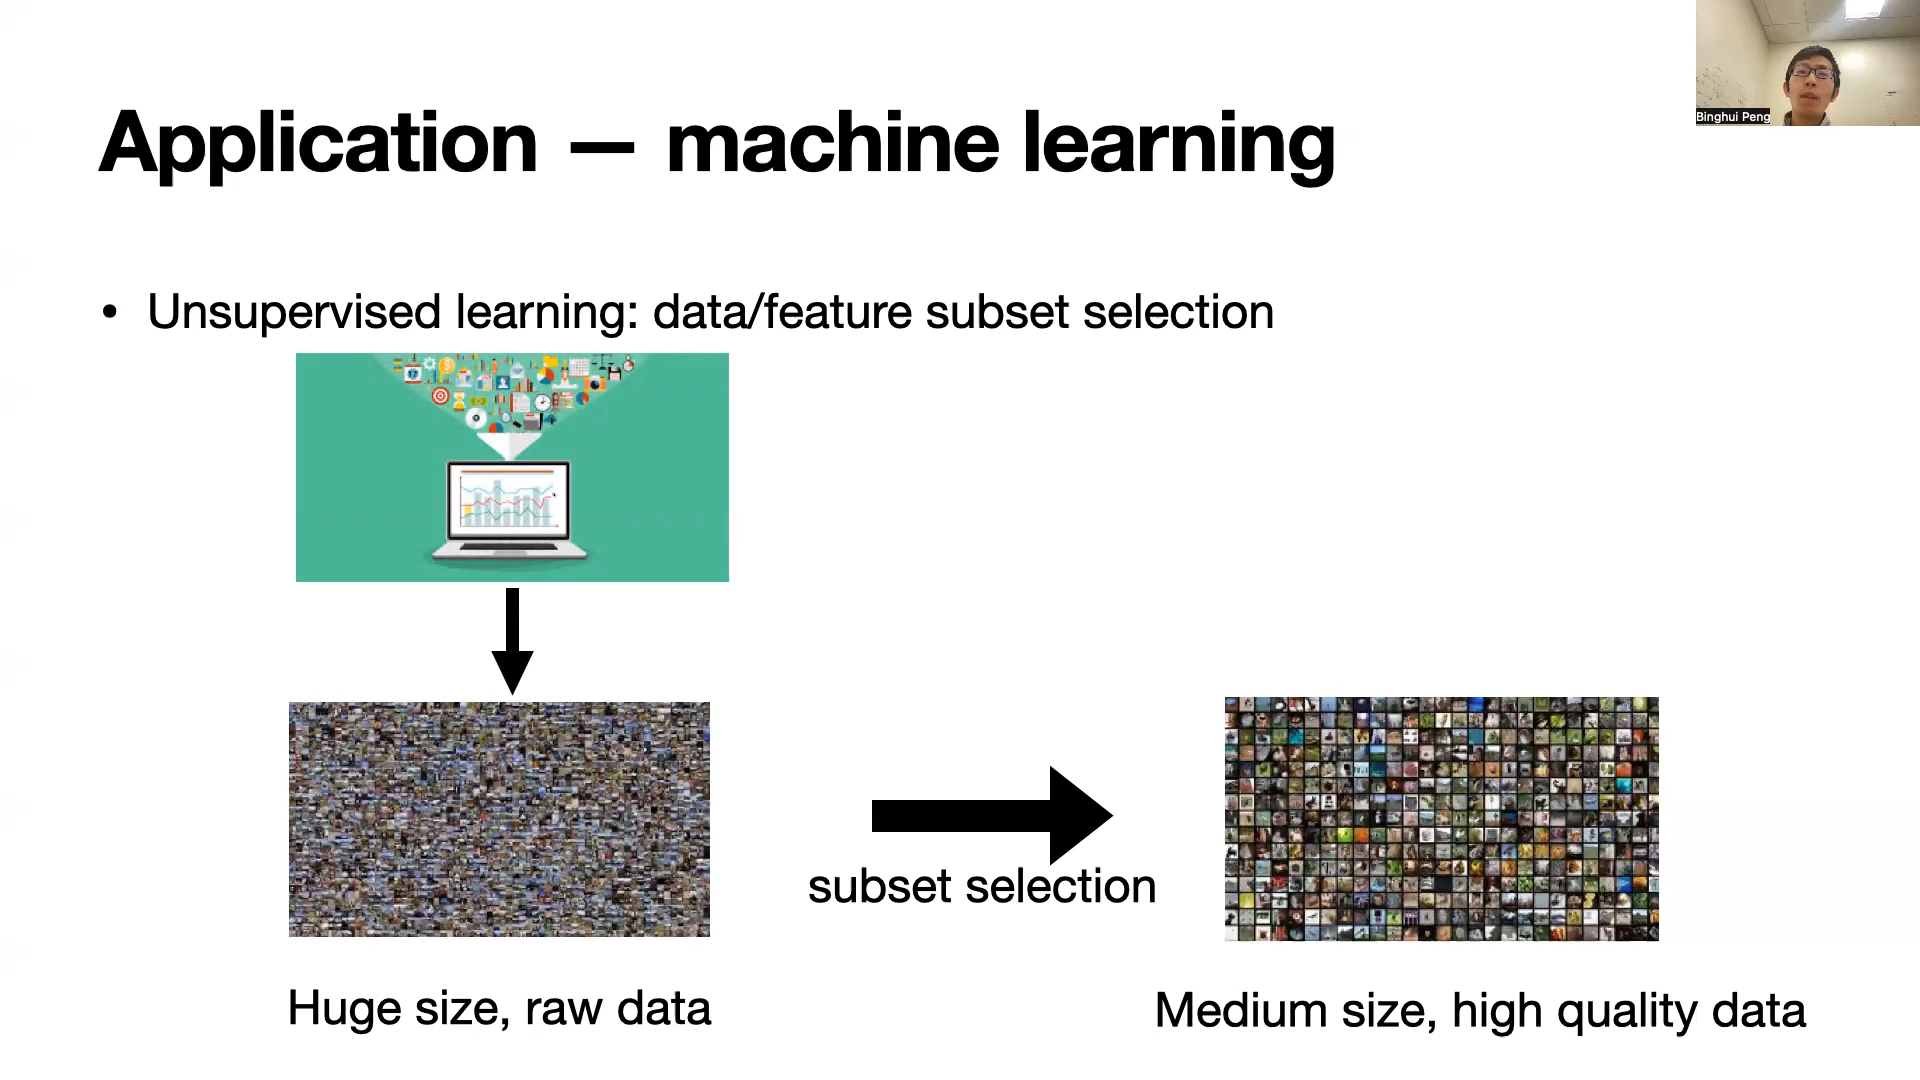 Binghui Peng
Application — machine learning
• Unsupervised learning: data/feature subset selection
subset selection
Huge size, raw data
Medium size, high quality data